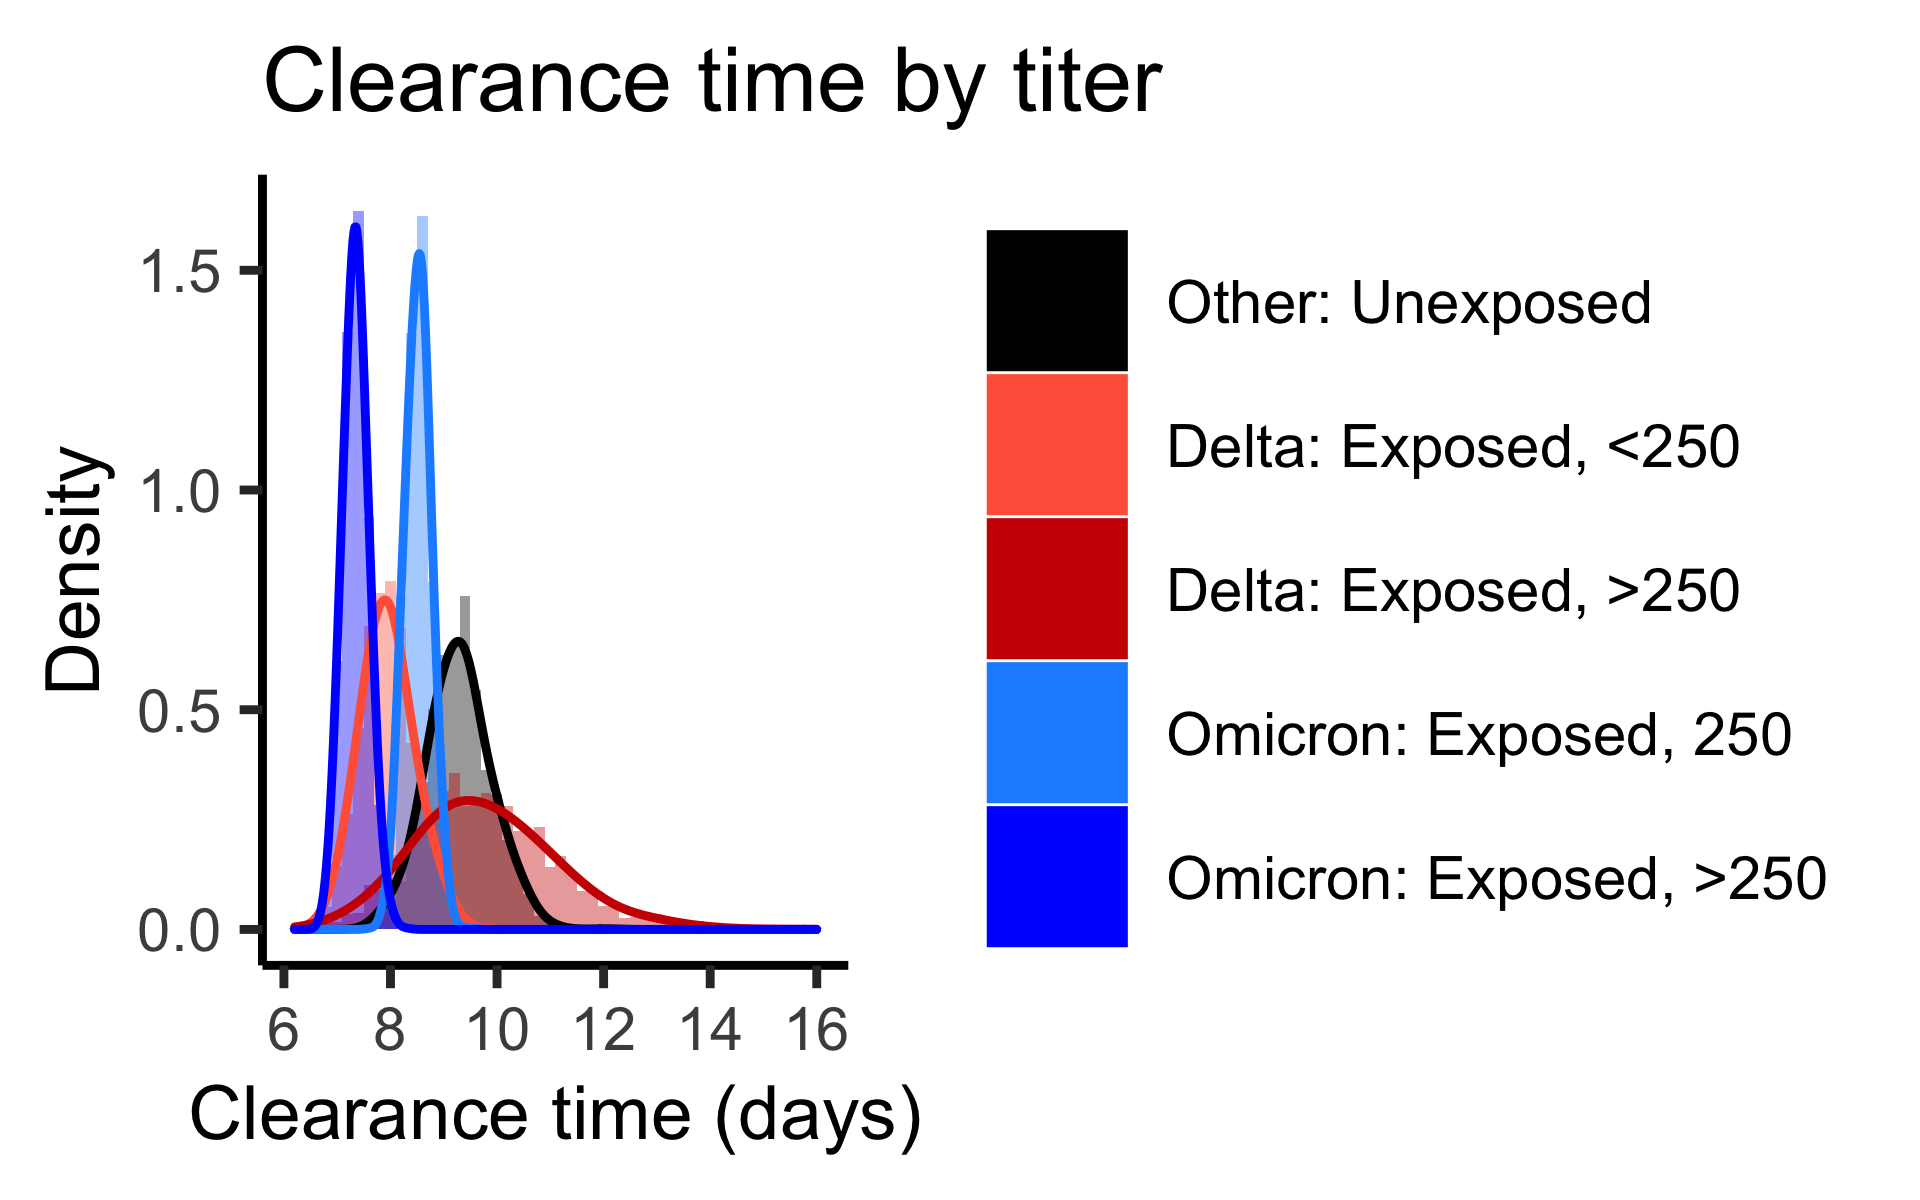 Clearance time by titer
Density
1.5
1.0
0.5
0.0
6 8 10 12 14 16
Clearance time (days)
Other: Unexposed
Delta: Exposed, <250
Delta: Exposed, >250
Omicron: Exposed, 250
Omicron: Exposed, >250